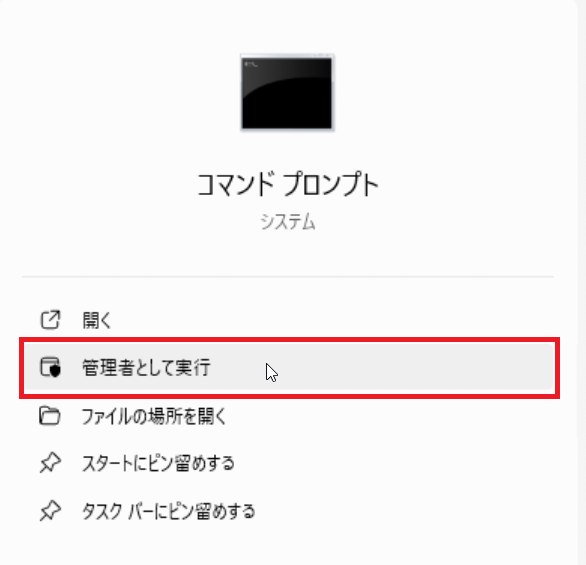 コマンド プロンプト
システム
開く
管理者として実行
ファイルの場所を開く
スタートにピン留めする
タスク バーにピン留めする